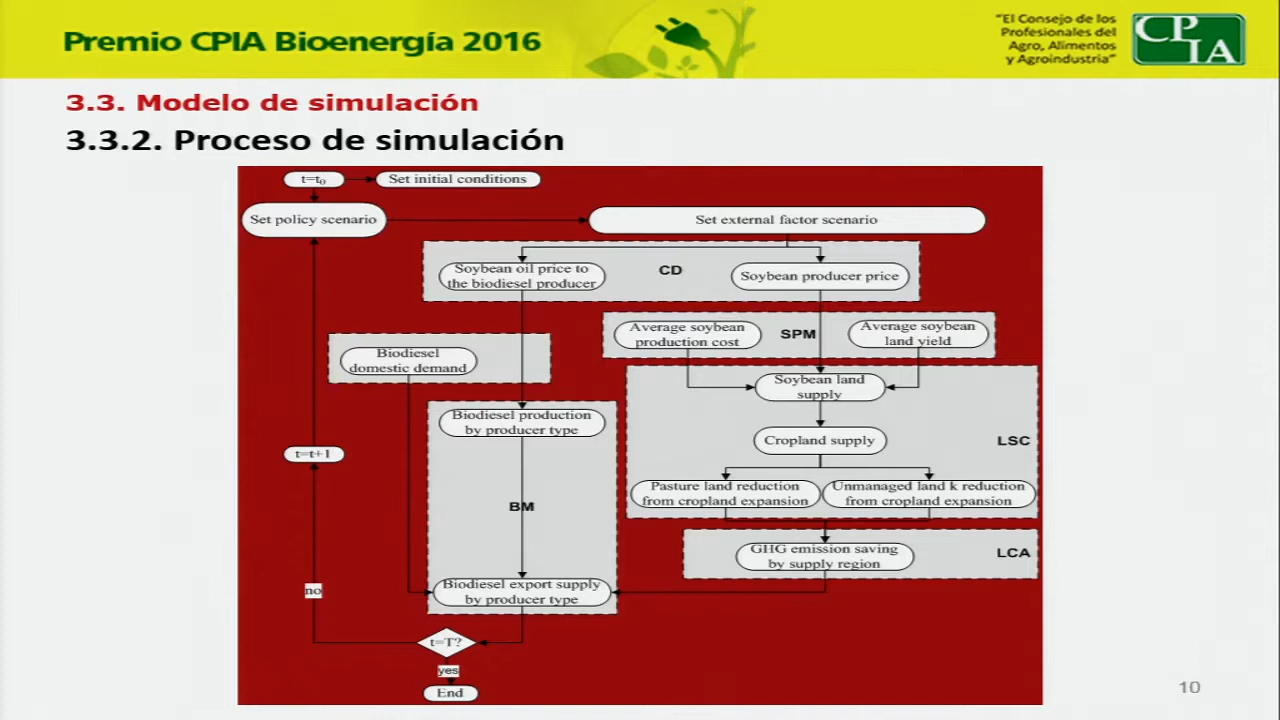 Premio CPIA Bioenergía 2016
"El Consejo de los
Profesionales del
Agro, Alimentos
y Agroindustria"
CPIA
3.3. Modelo de simulación
3.3.2. Proceso de simulación
t=t0
Set initial conditions
Set policy scenario
Set external factor scenario
Soybean oil price to
the biodiesel producer
CD
Soybean producer price
Average soybean
production cost
SPM
Average soybean
land yield
Biodiesel
domestic demand
Soybean land
supply
Biodiesel production
by producer type
Cropland supply
LSC
t=t+1
Pasture land reduction
from cropland expansion
Unmanaged land k reduction
from cropland expansion
BM
GHG emission saving
by supply region
LCA
no
Biodiesel export supply
by producer type
t=T?
yes
End
10